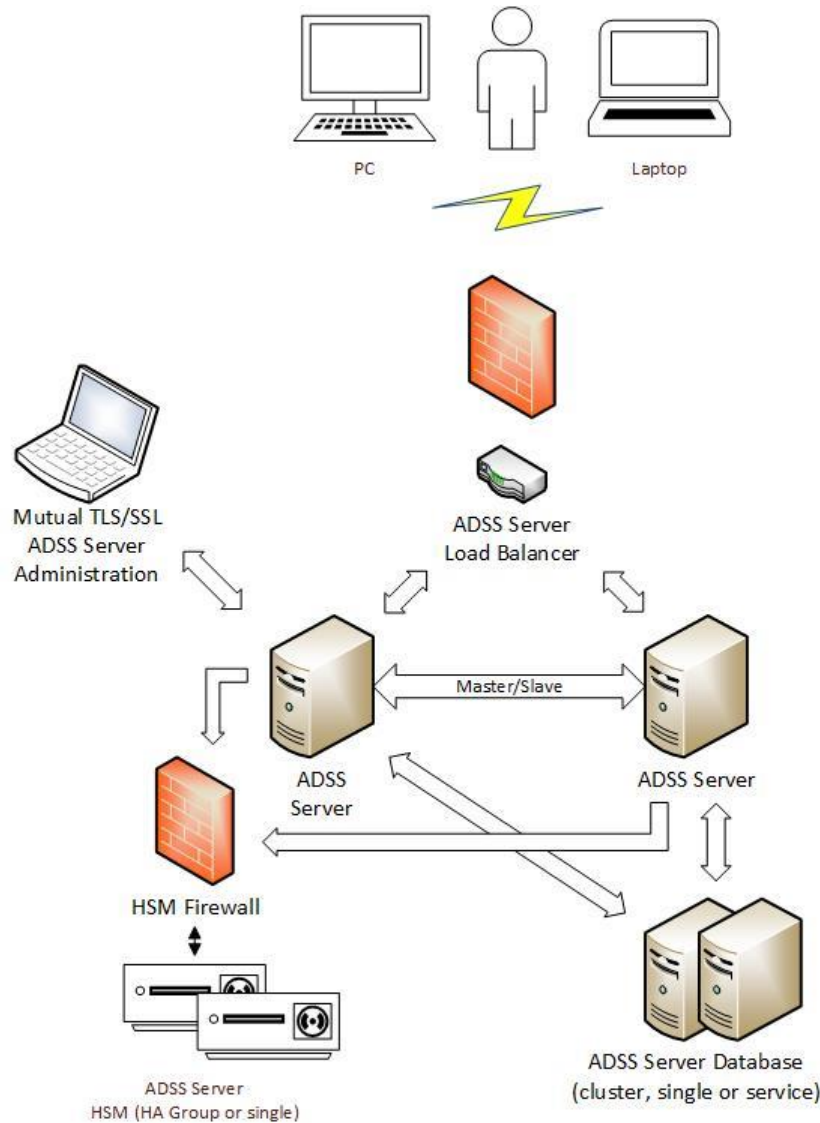 PC
Laptop
Mutual TLS/SSL
ADSS Server
Administration
ADSS Server
Load Balancer
Master/Slave
ADSS
Server
ADSS Server
HSM Firewall
ADSS Server
HSM (HA Group or single)
ADSS Server Database
(cluster, single or service)